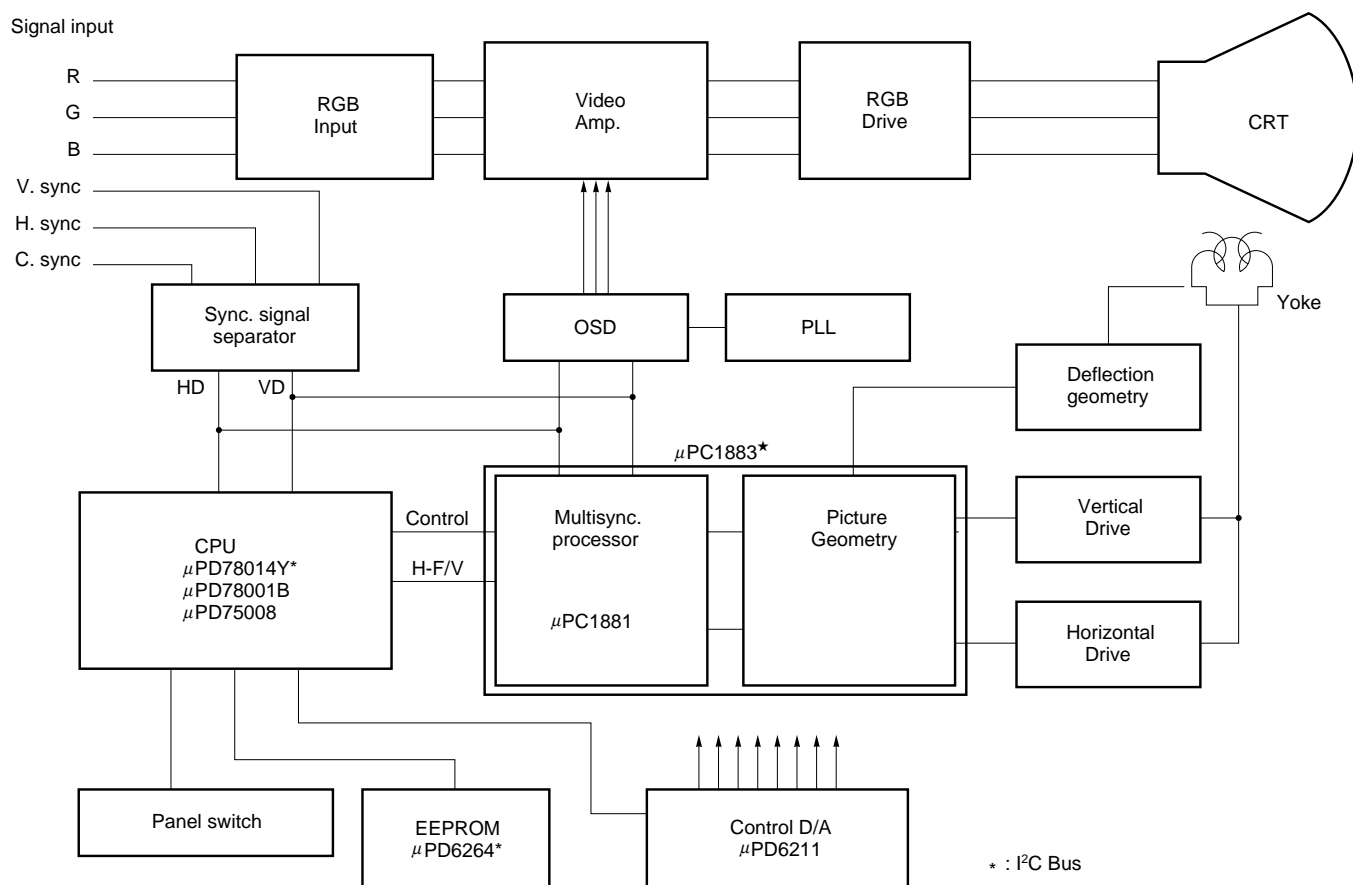 Signal input
R
G
B
V. sync
H. sync
C. sync
RGB
Input
Video
Amp.
RGB
Drive
CRT
Yoke
Sync. signal
separator
OSD
PLL
Deflection
geometry
HD
VD
μPC1883★
CPU
μPD78014Y*
μPD78001B
μPD75008
Control
H-F/V
Multisync.
processor
μPC1881
Picture
Geometry
Vertical
Drive
Horizontal
Drive
Panel switch
EEPROM
μPD6264*
Control D/A
μPD6211
* : I²C Bus